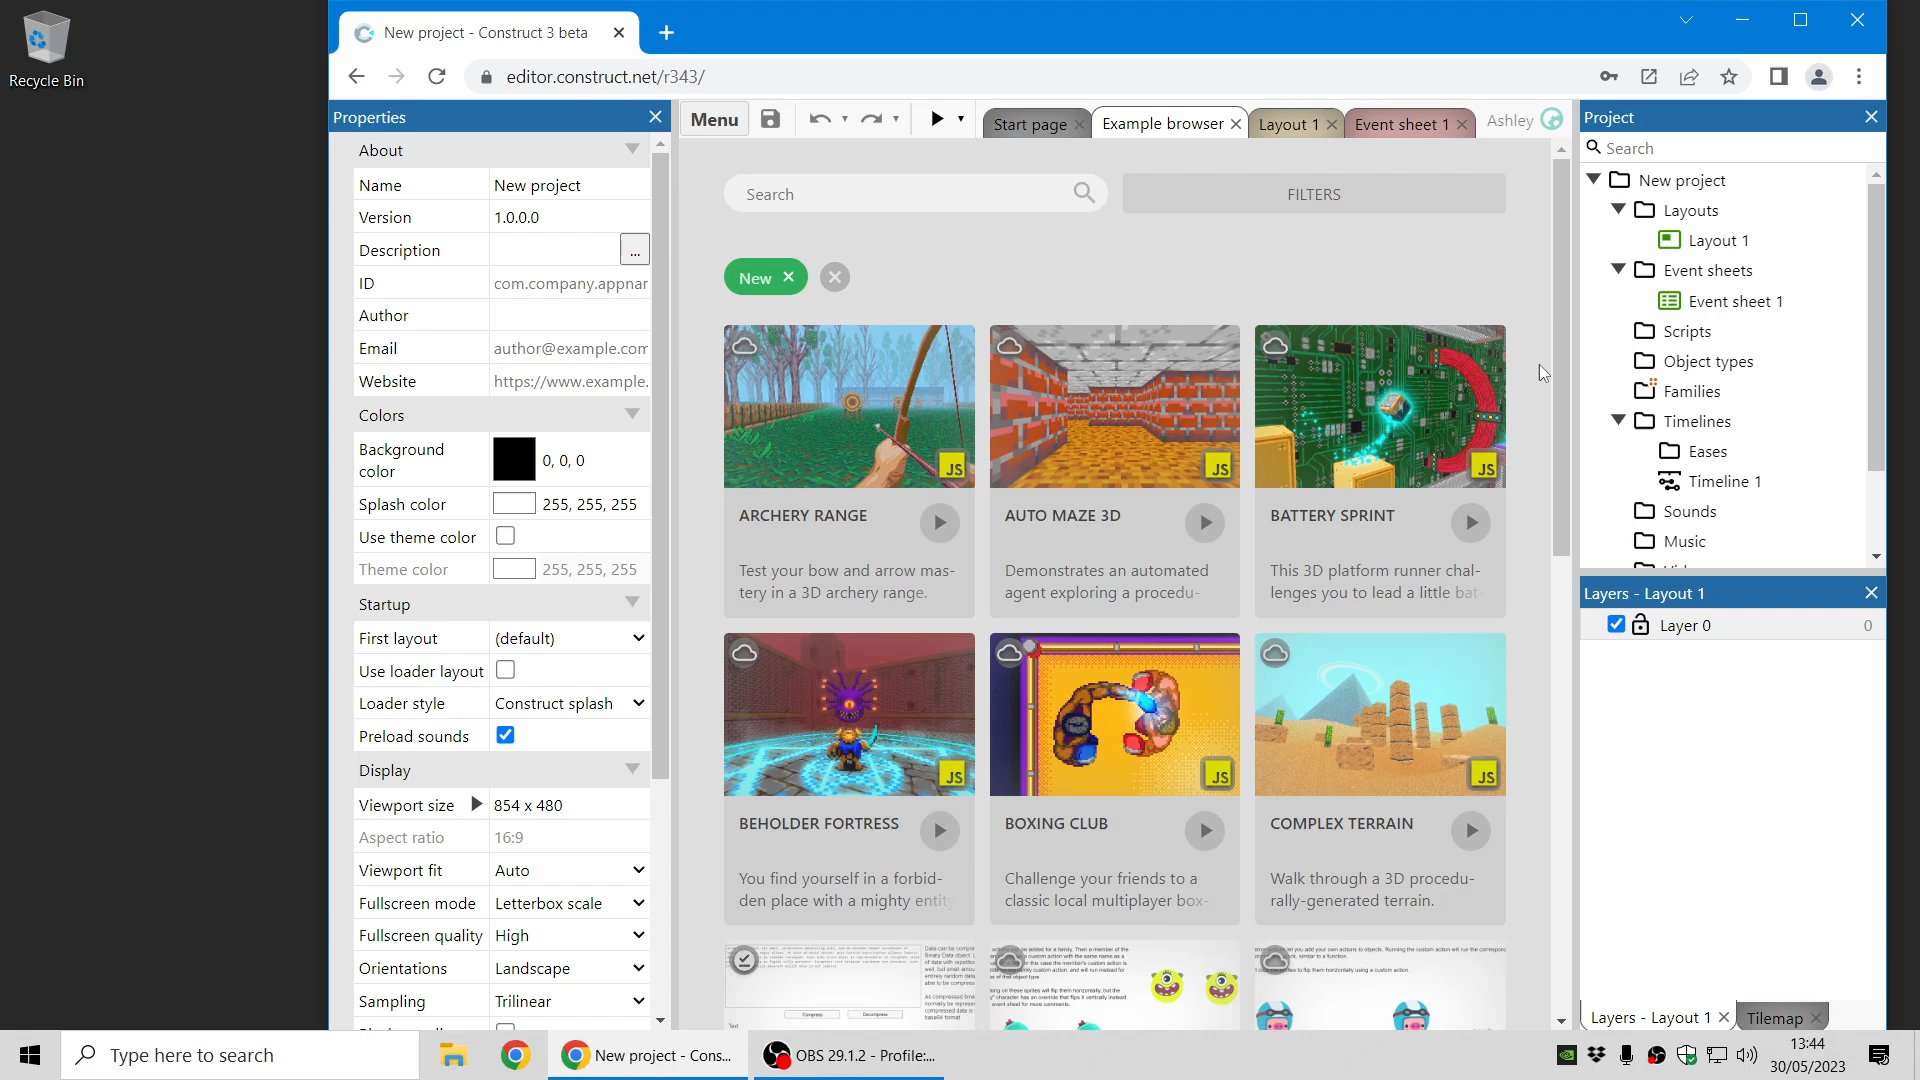 Recycle Bin
New project - Construct 3 beta
editor.construct.net/r343/
Properties
About
Name
New project
Version
1.0.0.0
Description
...
ID
com.company.appnar
Author
Email
author@example.com
Website
https://www.example.
Colors
Background
color
0, 0, 0
Splash color
255, 255, 255
Use theme color
Theme color
255, 255, 255
Startup
First layout
(default)
Use loader layout
Loader style
Construct splash
Preload sounds
Display
Viewport size
854 x 480
Aspect ratio
16:9
Viewport fit
Auto
Fullscreen mode
Letterbox scale
Fullscreen quality
High
Orientations
Landscape
Sampling
Trilinear
Menu
Start page
Example browser
Layout 1
Event sheet 1
Ashley
Search
FILTERS
New
JS
JS
JS
ARCHERY RANGE
AUTO MAZE 3D
BATTERY SPRINT
Test your bow and arrow mas-
tery in a 3D archery range.
Demonstrates an automated
agent exploring a procedu-
This 3D platform runner chal-
lenges you to lead a little bat-
JS
JS
JS
BEHOLDER FORTRESS
BOXING CLUB
COMPLEX TERRAIN
You find yourself in a forbid-
den place with a mighty entity
Challenge your friends to a
classic local multiplayer box-
Walk through a 3D procedu-
rally-generated terrain.
Compress
Decompress
Text
Project
Search
New project
Layouts
Layout 1
Event sheets
Event sheet 1
Scripts
Object types
Families
Timelines
Eases
Timeline 1
Sounds
Music
Layers - Layout 1
Layer 0
0
Layers - Layout 1
Tilemap
Type here to search
New project - Cons...
OBS 29.1.2 - Profile:...
13:44
30/05/2023